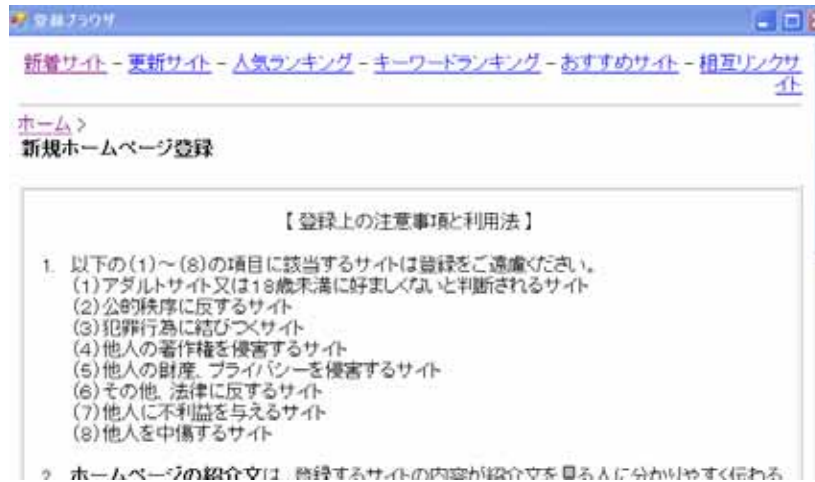 登録ブラウザ
新着サイト - 更新サイト - 人気ランキング - キーワードランキング - おすすめサイト - 相互リンクサ
イト
ホーム >
新規ホームページ登録
【 登録上の注意事項と利用法 】
1. 以下の(1)～(8)の項目に該当するサイトは登録をご遠慮ください。
(1)アダルトサイト又は18歳未満に好ましくないと判断されるサイト
(2)公的秩序に反するサイト
(3)犯罪行為に結びつくサイト
(4)他人の著作権を侵害するサイト
(5)他人の財産、プライバシーを侵害するサイト
(6)その他、法律に反するサイト
(7)他人に不利益を与えるサイト
(8)他人を中傷するサイト
2. ホームページの紹介文は、登録するサイトの内容が紹介文を見る人に分かりやすく伝わる